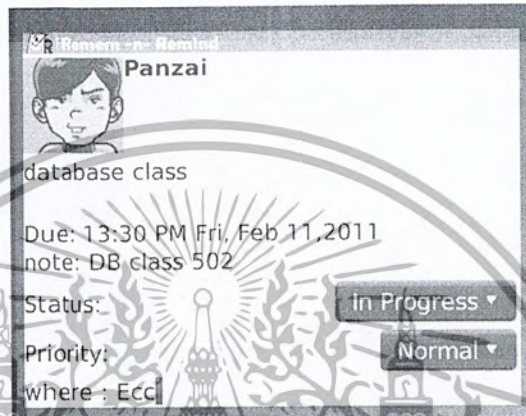 Remem -n- Remind
Panzai
database class
Due: 13:30 PM Fri, Feb 11,2011
note: DB class 502
Status: In Progress
Priority: Normal
where : Ecc